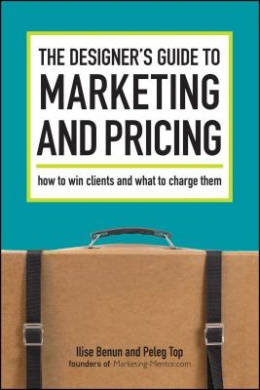 THE DESIGNER'S GUIDE TO
MARKETING
AND PRICING
how to win clients and what to charge them
Ilise Benun and Peleg Top
founders of Marketing-Mentor.com